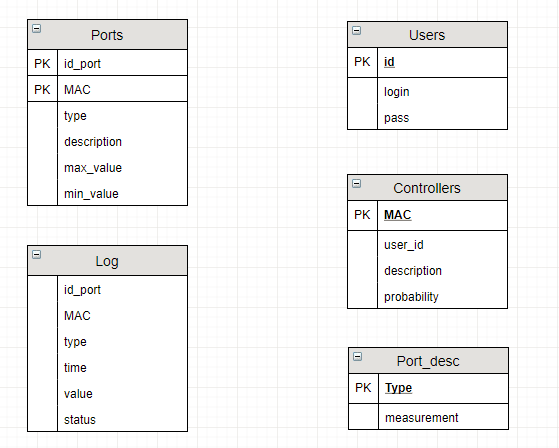 Ports
PK id_port
PK MAC
type
description
max_value
min_value
Log
id_port
MAC
type
time
value
status
Users
PK id
login
pass
Controllers
PK MAC
user_id
description
probability
Port_desc
PK Type
measurement